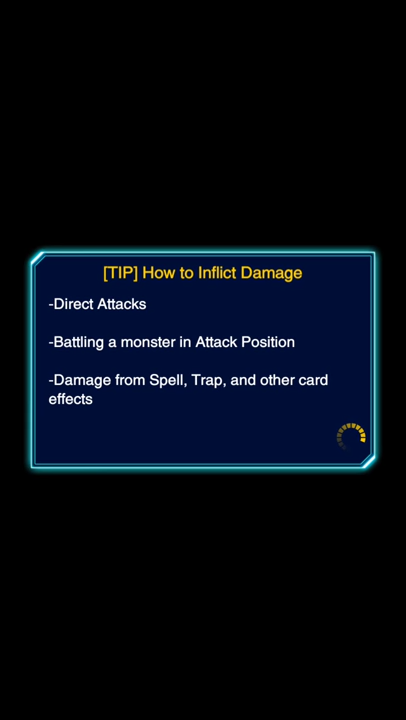 [TIP] How to Inflict Damage
-Direct Attacks
-Battling a monster in Attack Position
-Damage from Spell, Trap, and other card
effects